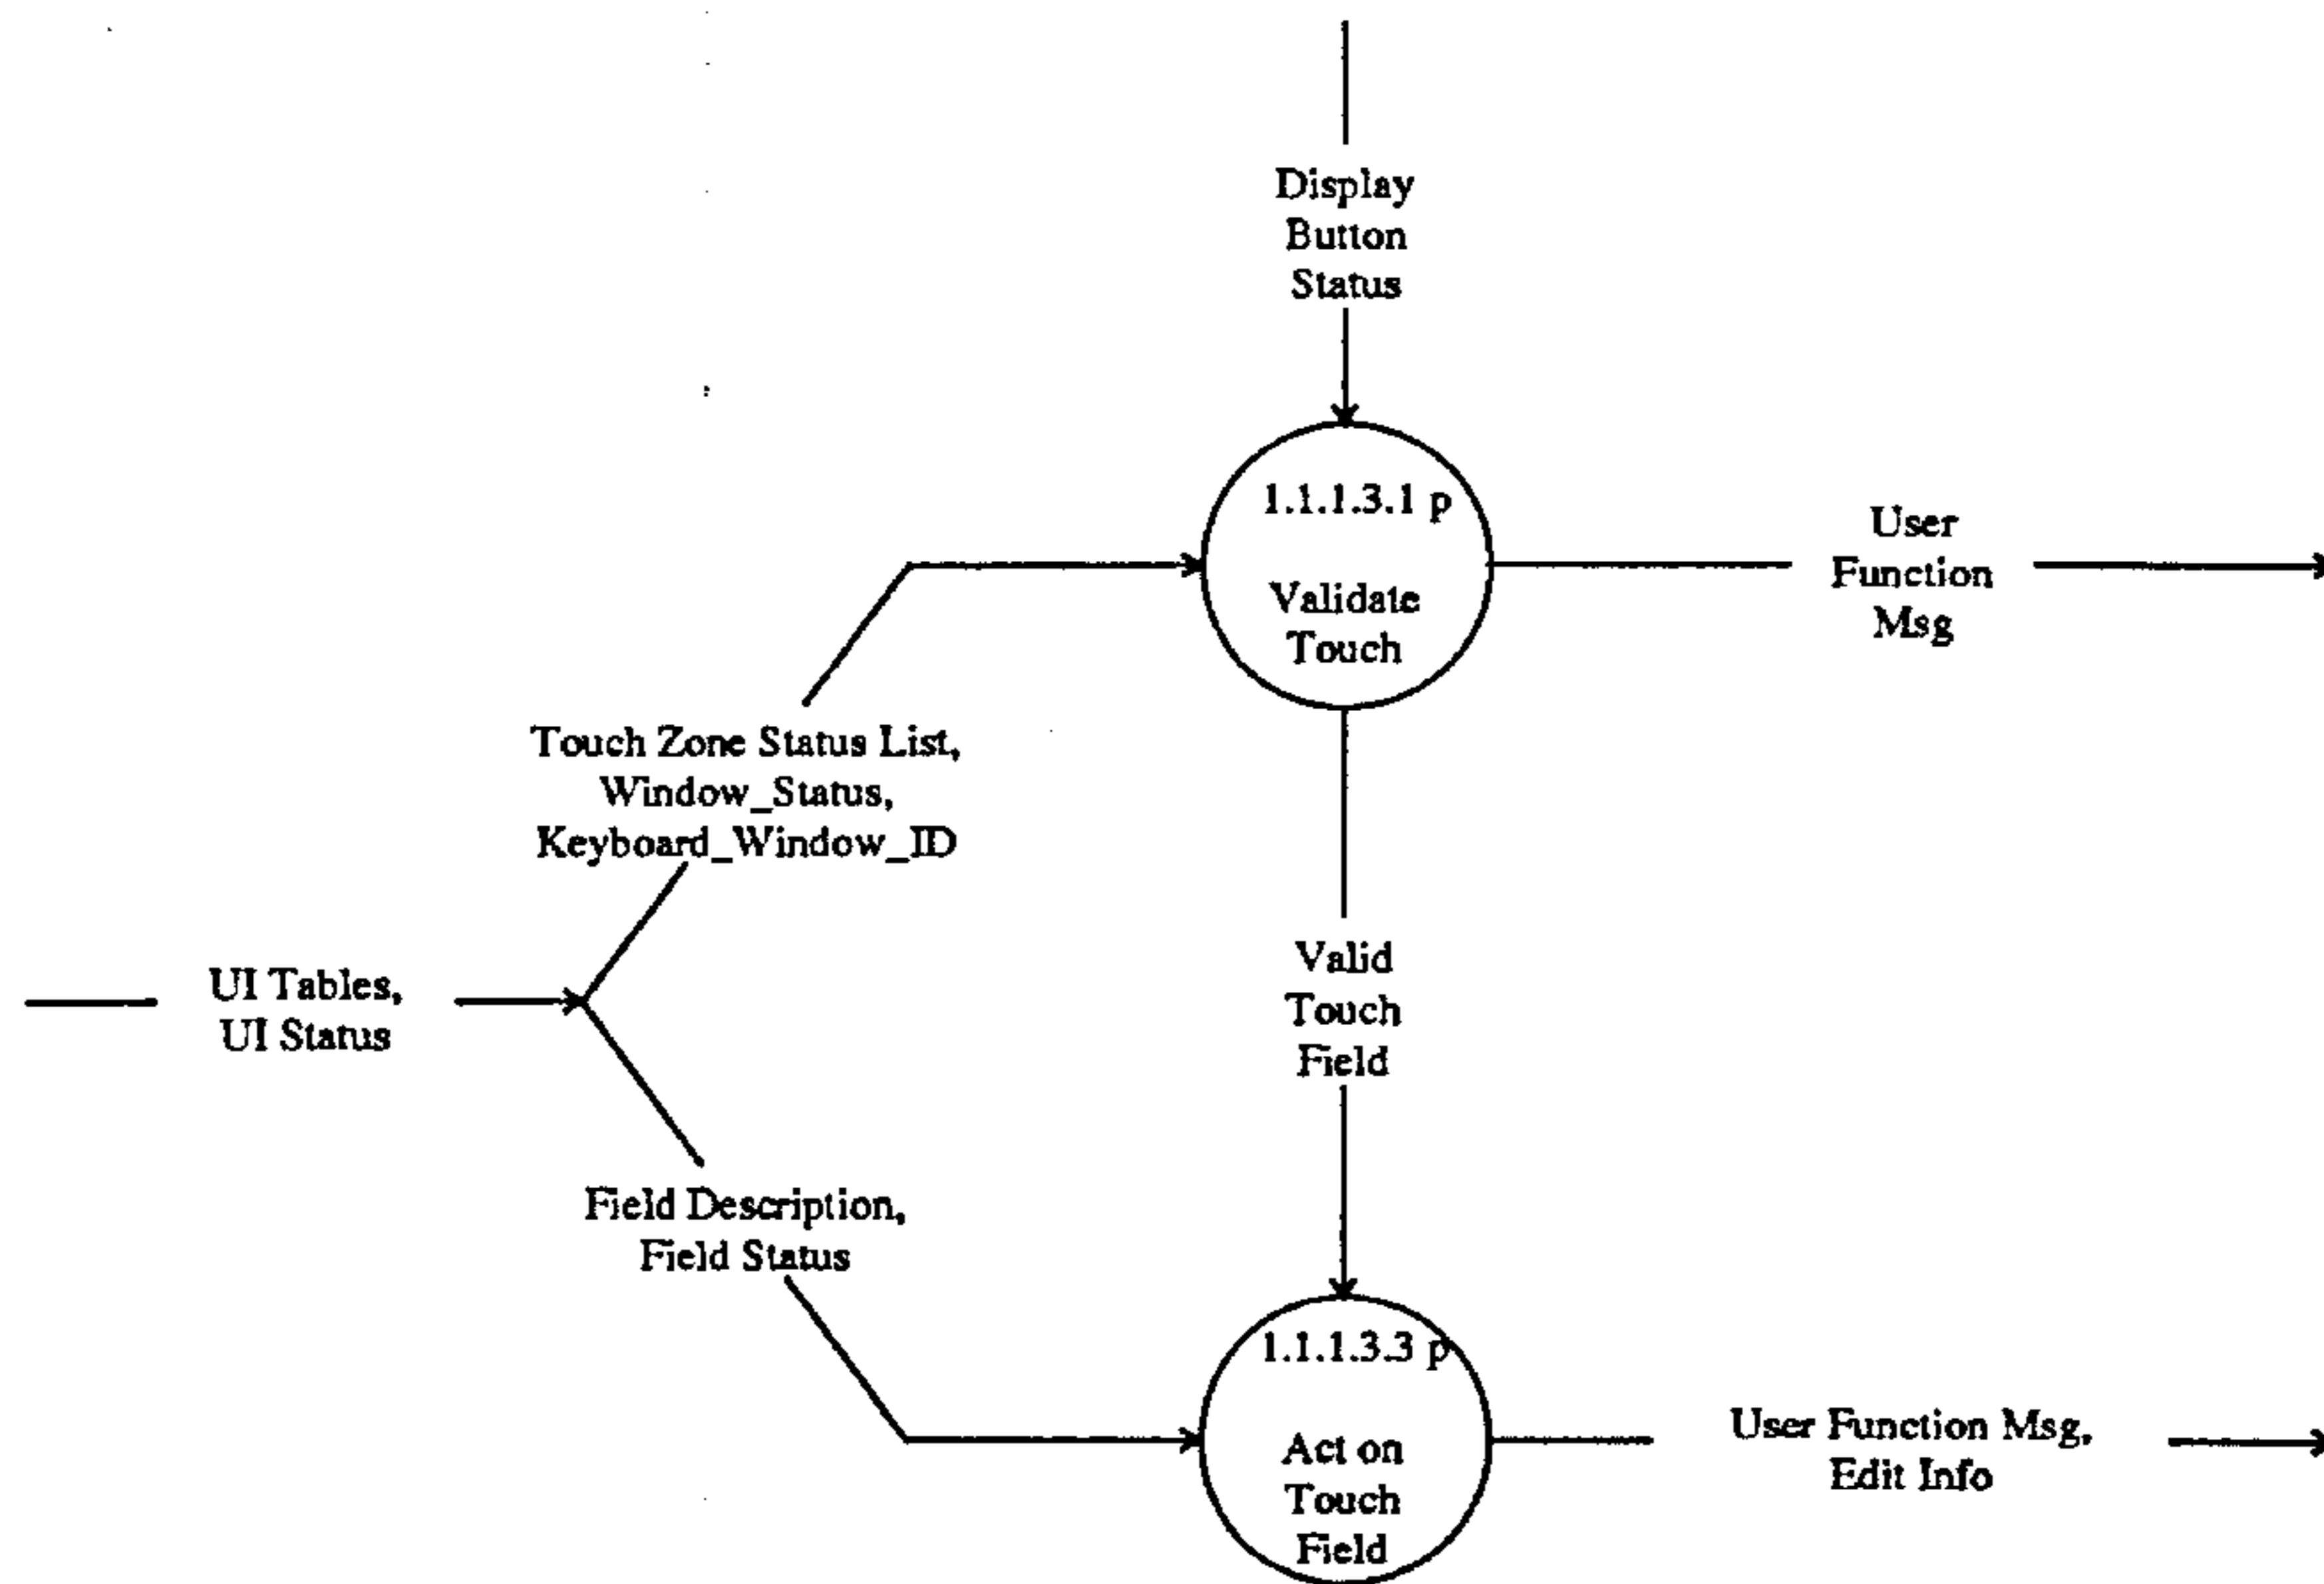 Display
Button
Status
1.1.1.3.1 p
Validate
Touch
User
Function
Msg
Touch Zone Status List,
Window_Status,
Keyboard_Window_ID
UI Tables,
UI Status
Valid
Touch
Field
Field Description,
Field Status
1.1.1.3.3 p
Act on
Touch
Field
User Function Msg,
Edit Info